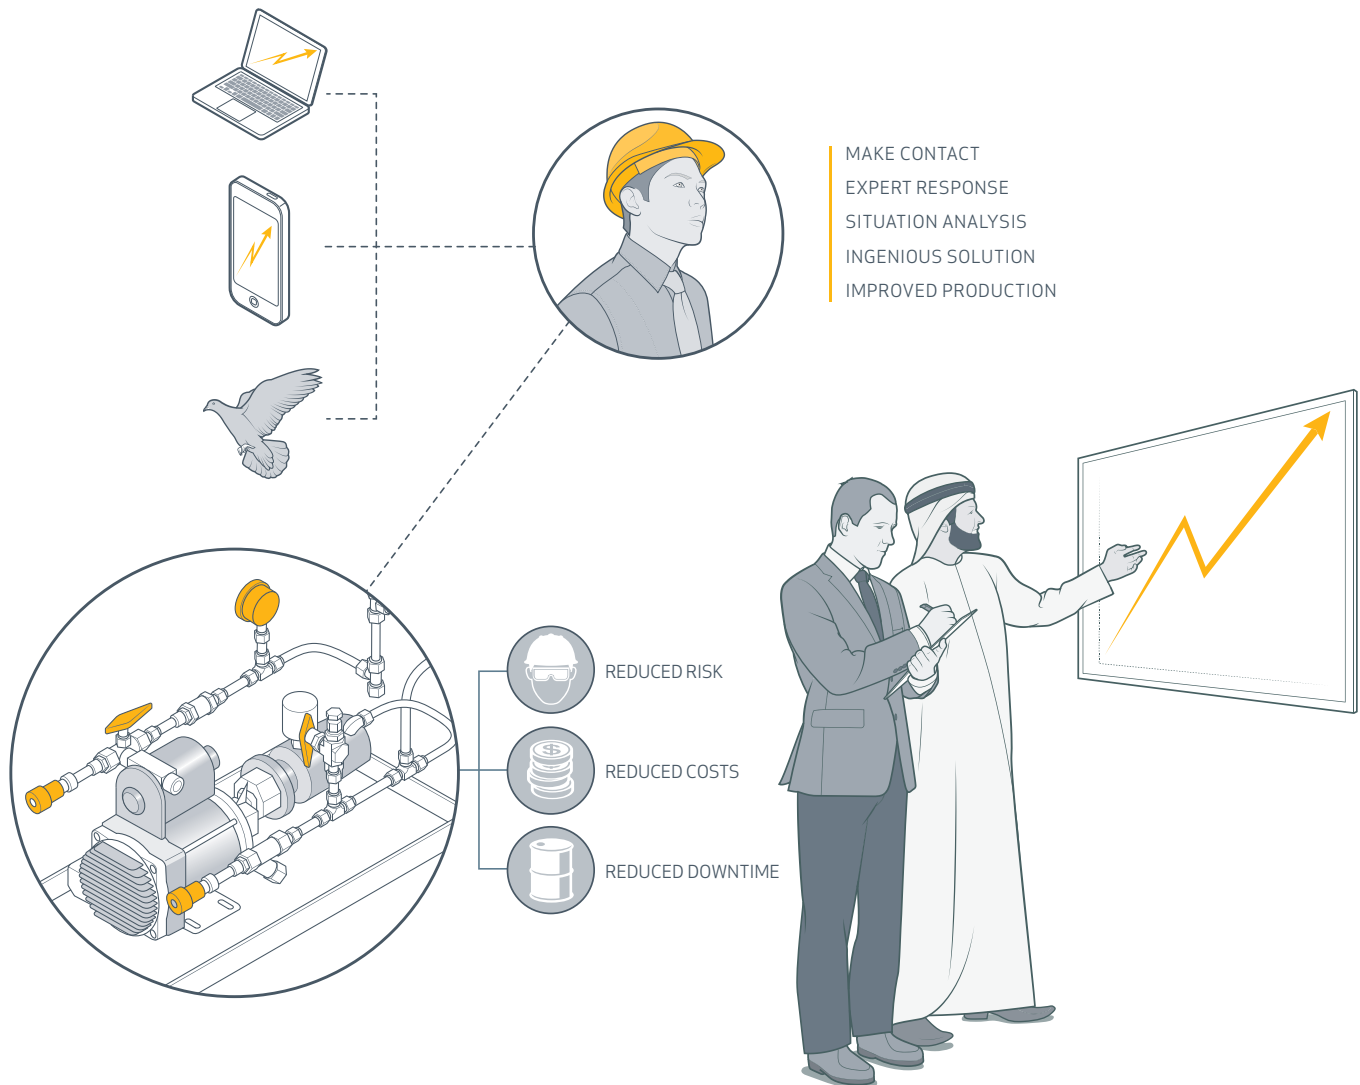 MAKE CONTACT
EXPERT RESPONSE
SITUATION ANALYSIS
INGENIOUS SOLUTION
IMPROVED PRODUCTION
REDUCED RISK
$
REDUCED COSTS
REDUCED DOWNTIME